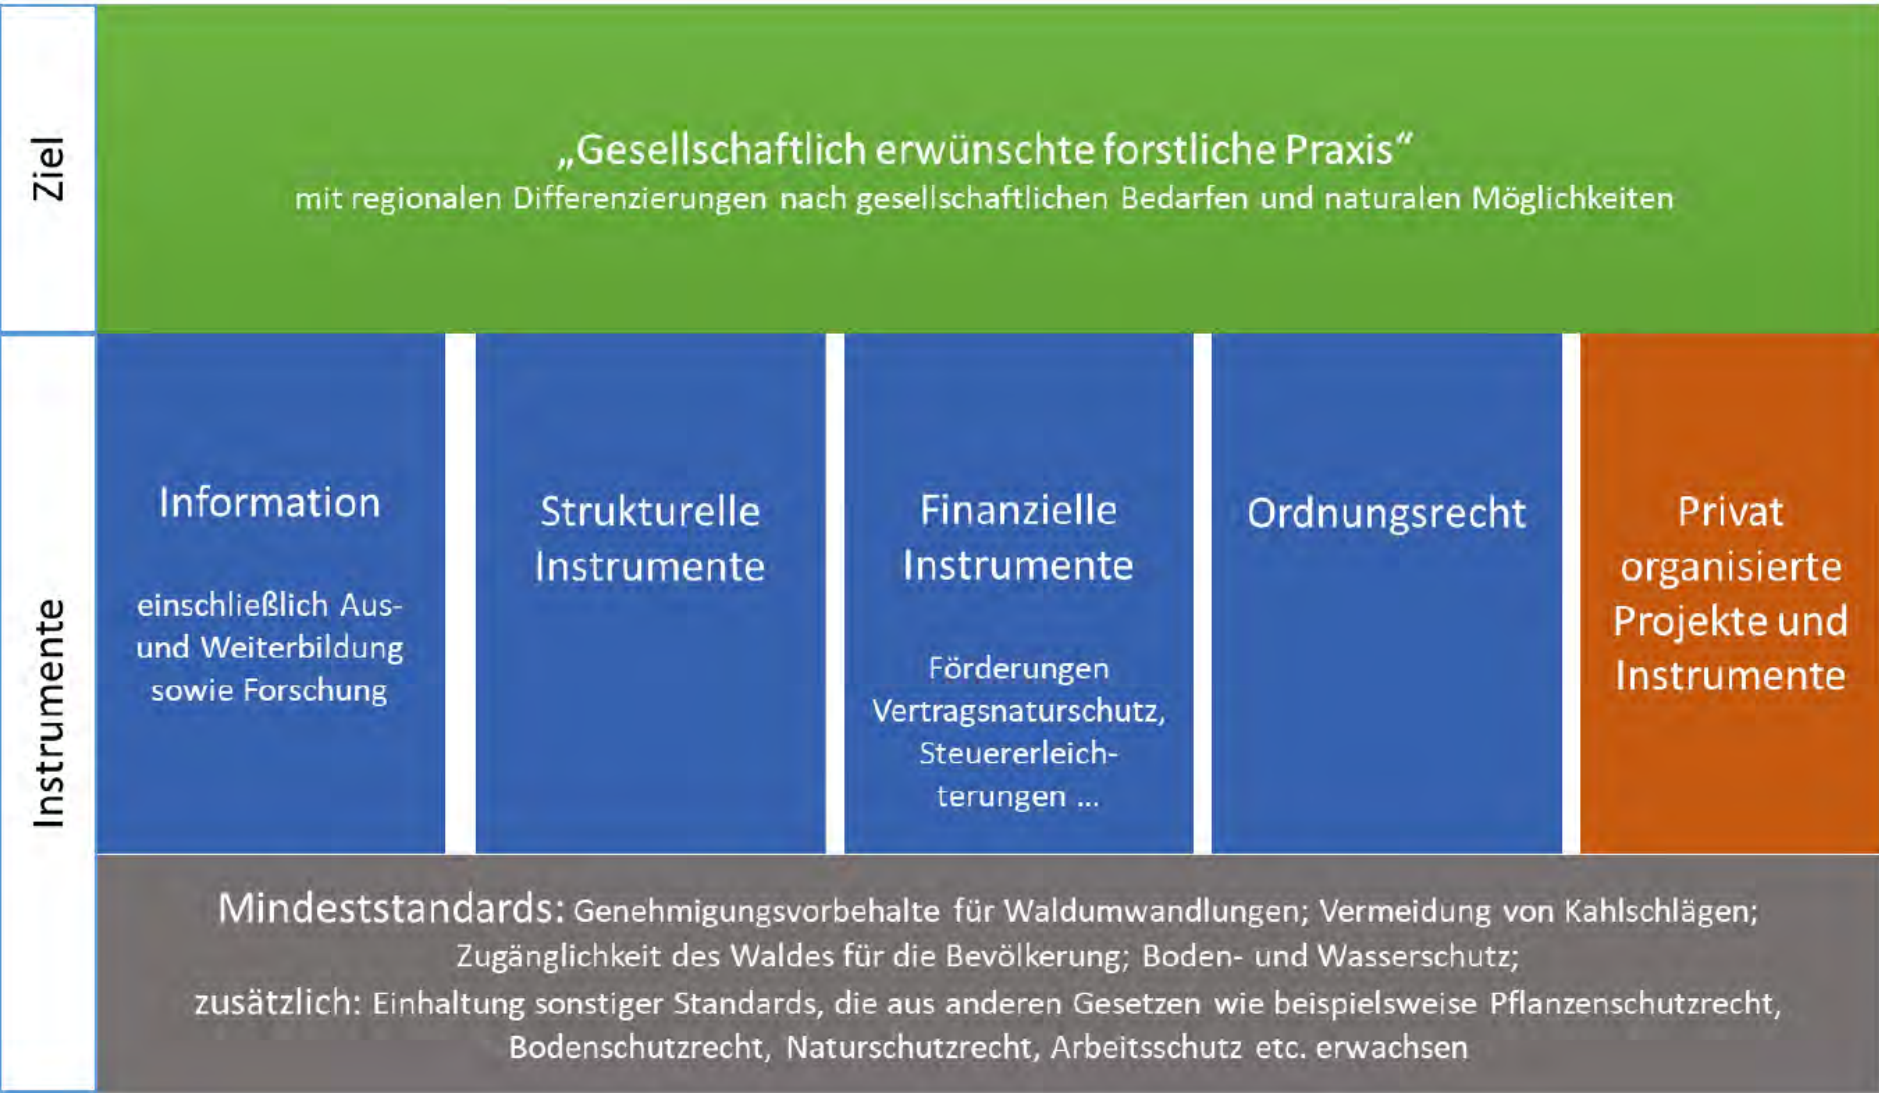 Ziel
„Gesellschaftlich erwünschte forstliche Praxis“
mit regionalen Differenzierungen nach gesellschaftlichen Bedarfen und naturalen Möglichkeiten
Instrumente
Information
einschließlich Aus-
und Weiterbildung
sowie Forschung
Strukturelle
Instrumente
Finanzielle
Instrumente
Förderungen
Vertragsnaturschutz,
Steuererleich-
terungen ...
Ordnungsrecht
Privat
organisierte
Projekte und
Instrumente
Mindeststandards: Genehmigungsvorbehalte für Waldumwandlungen; Vermeidung von Kahlschlägen;
Zugänglichkeit des Waldes für die Bevölkerung; Boden- und Wasserschutz;
zusätzlich: Einhaltung sonstiger Standards, die aus anderen Gesetzen wie beispielsweise Pflanzenschutzrecht,
Bodenschutzrecht, Naturschutzrecht, Arbeitsschutz etc. erwachsen